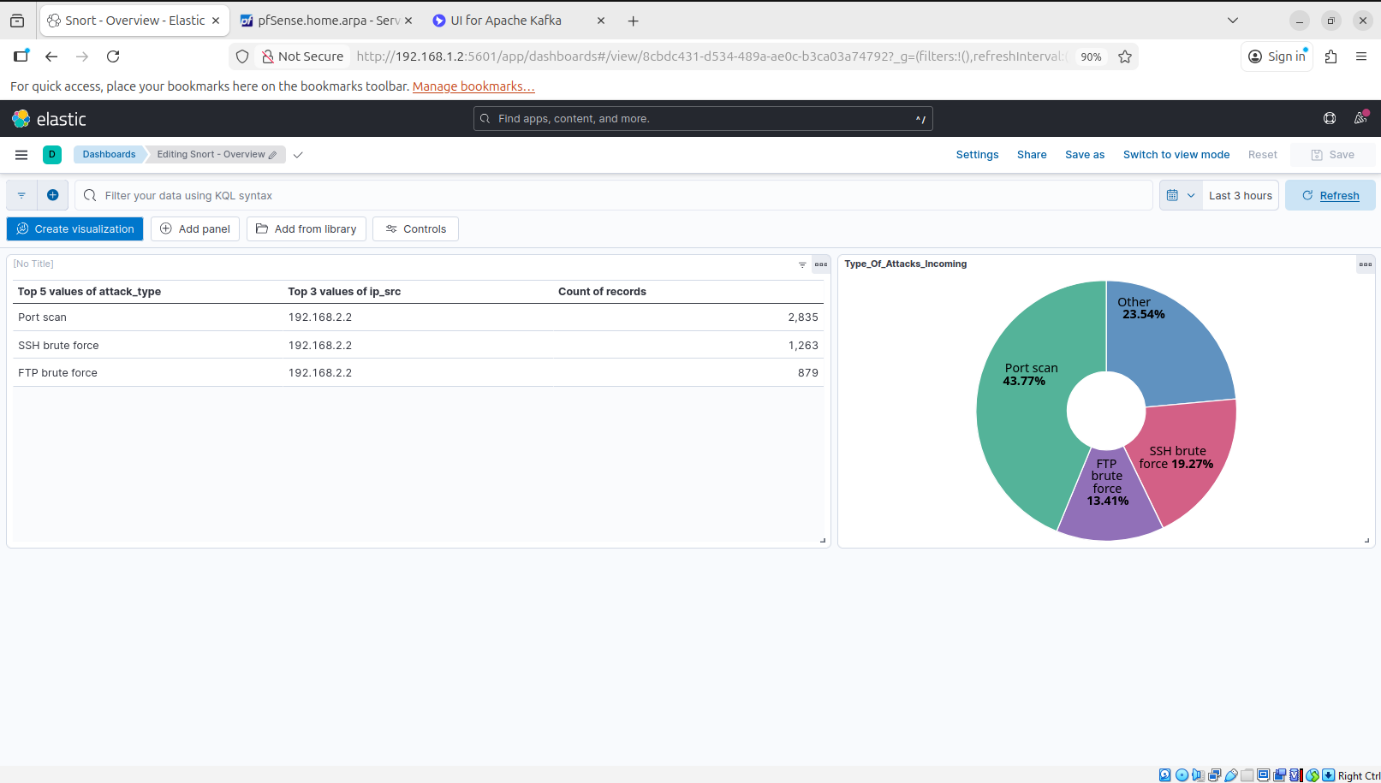 Snort - Overview - Elastic
pfSense.home.arpa - Serv
UI for Apache Kafka
Not Secure
http://192.168.1.2:5601/app/dashboards#/view/8cbdc431-d534-489a-ae0c-b3ca03a74792?_g=(filters:!(),refreshInterval:(
90%
Sign in
For quick access, place your bookmarks here on the bookmarks toolbar. Manage bookmarks…
elastic
Find apps, content, and more.
^/
D
Dashboards
Editing Snort - Overview
Settings
Share
Save as
Switch to view mode
Reset
Save
Filter your data using KQL syntax
Last 3 hours
Refresh
Create visualization
Add panel
Add from library
Controls
[No Title]
Top 5 values of attack_type Top 3 values of ip_src Count of records
Port scan 192.168.2.2 2,835
SSH brute force 192.168.2.2 1,263
FTP brute force 192.168.2.2 879
Type_Of_Attacks_Incoming
Other
23.54%
Port scan
43.77%
SSH brute
force 19.27%
FTP
brute
force
13.41%
Right Ctrl